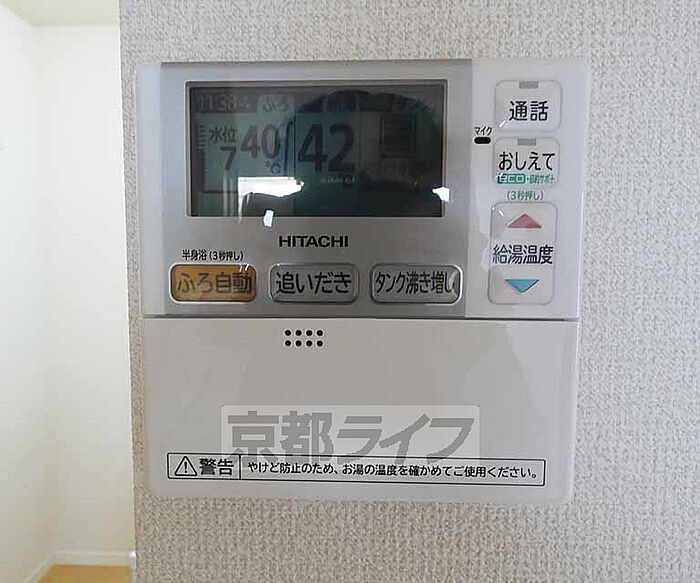 ふろ
水位
7
40
℃
42
マイク
通話
おしえて
(3秒押し)
給湯温度
HITACHI
半身浴(3秒押し)
ふろ自動
追いだき
タンク沸き増し
京都ライフ
警告
やけど防止のため、お湯の温度を確かめてご使用ください。